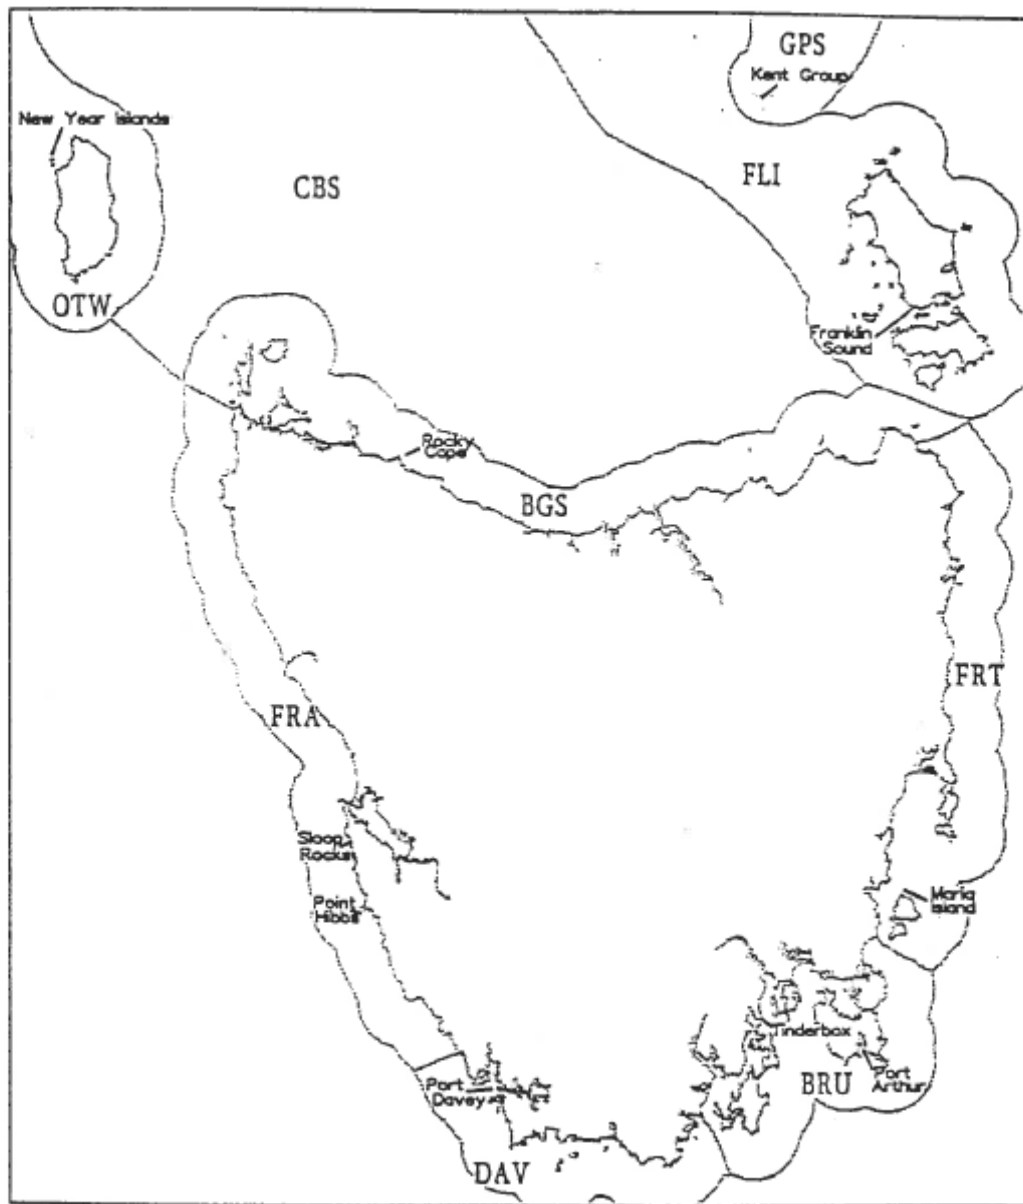 GPS
Kent Group
New Year Islands
CBS
FLI
OTW
Franklin
Sound
Rocky
Cape
BGS
FRT
FRA
Sloop
Rocks
Point
Hibbs
Maria
Island
Tinderbox
Port
Davey
BRU
Port
Arthur
DAV